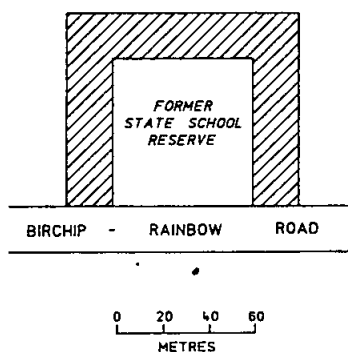 FORMER
STATE SCHOOL
RESERVE
BIRCHIP - RAINBOW ROAD
0 20 40 60
METRES